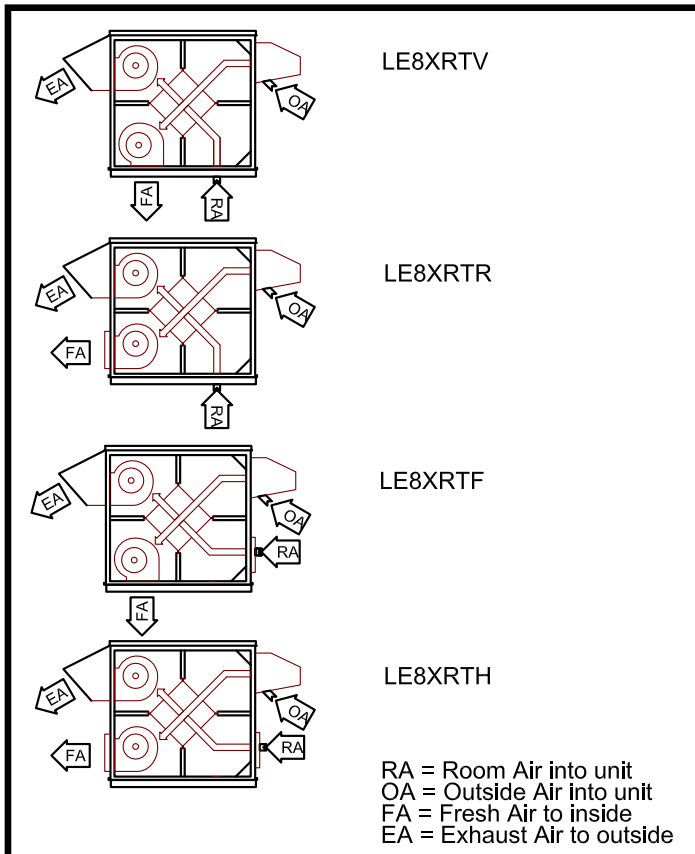 LE8XRTV
EA
OA
FA
RA
LE8XRTR
EA
OA
FA
RA
LE8XRTF
EA
OA
RA
FA
LE8XRTH
EA
OA
FA
RA
RA = Room Air into unit
OA = Outside Air into unit
FA = Fresh Air to inside
EA = Exhaust Air to outside